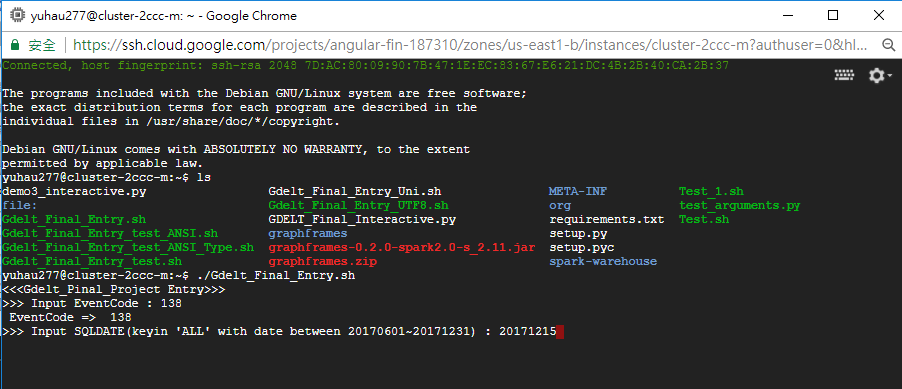 yuhau277@cluster-2ccc-m: ~ - Google Chrome
安全 https://ssh.cloud.google.com/projects/angular-fin-187310/zones/us-east1-b/instances/cluster-2ccc-m?authuser=0&hl
Connected, host fingerprint: ssh-rsa 2048 7D:AC:80:09:90:7B:47:1E:EC:83:67:E6:21:DC:4B:2B:40:CA:2B:37
The programs included with the Debian GNU/Linux system are free software;
the exact distribution terms for each program are described in the
individual files in /usr/share/doc/*/copyright.
Debian GNU/Linux comes with ABSOLUTELY NO WARRANTY, to the extent
permitted by applicable law.
yuhau277@cluster-2ccc-m:~$ ls
demo3_interactive.py Gdelt_Final_Entry_Uni.sh META-INF Test_1.sh
file: Gdelt_Final_Entry_UTF8.sh org test_arguments.py
Gdelt_Final_Entry.sh GDELT_Final_Interactive.py requirements.txt Test.sh
Gdelt_Final_Entry_test_ANSI.sh graphframes setup.py
Gdelt_Final_Entry_test_ANSI_Type.sh graphframes-0.2.0-spark2.0-s_2.11.jar setup.pyc
Gdelt_Final_Entry_test.sh graphframes.zip spark-warehouse
yuhau277@cluster-2ccc-m:~$ ./Gdelt_Final_Entry.sh
<<<Gdelt_Pinal_Project Entry>>>
>>> Input EventCode : 138
EventCode => 138
>>> Input SQLDATE(keyin 'ALL' with date between 20170601~20171231) : 20171215